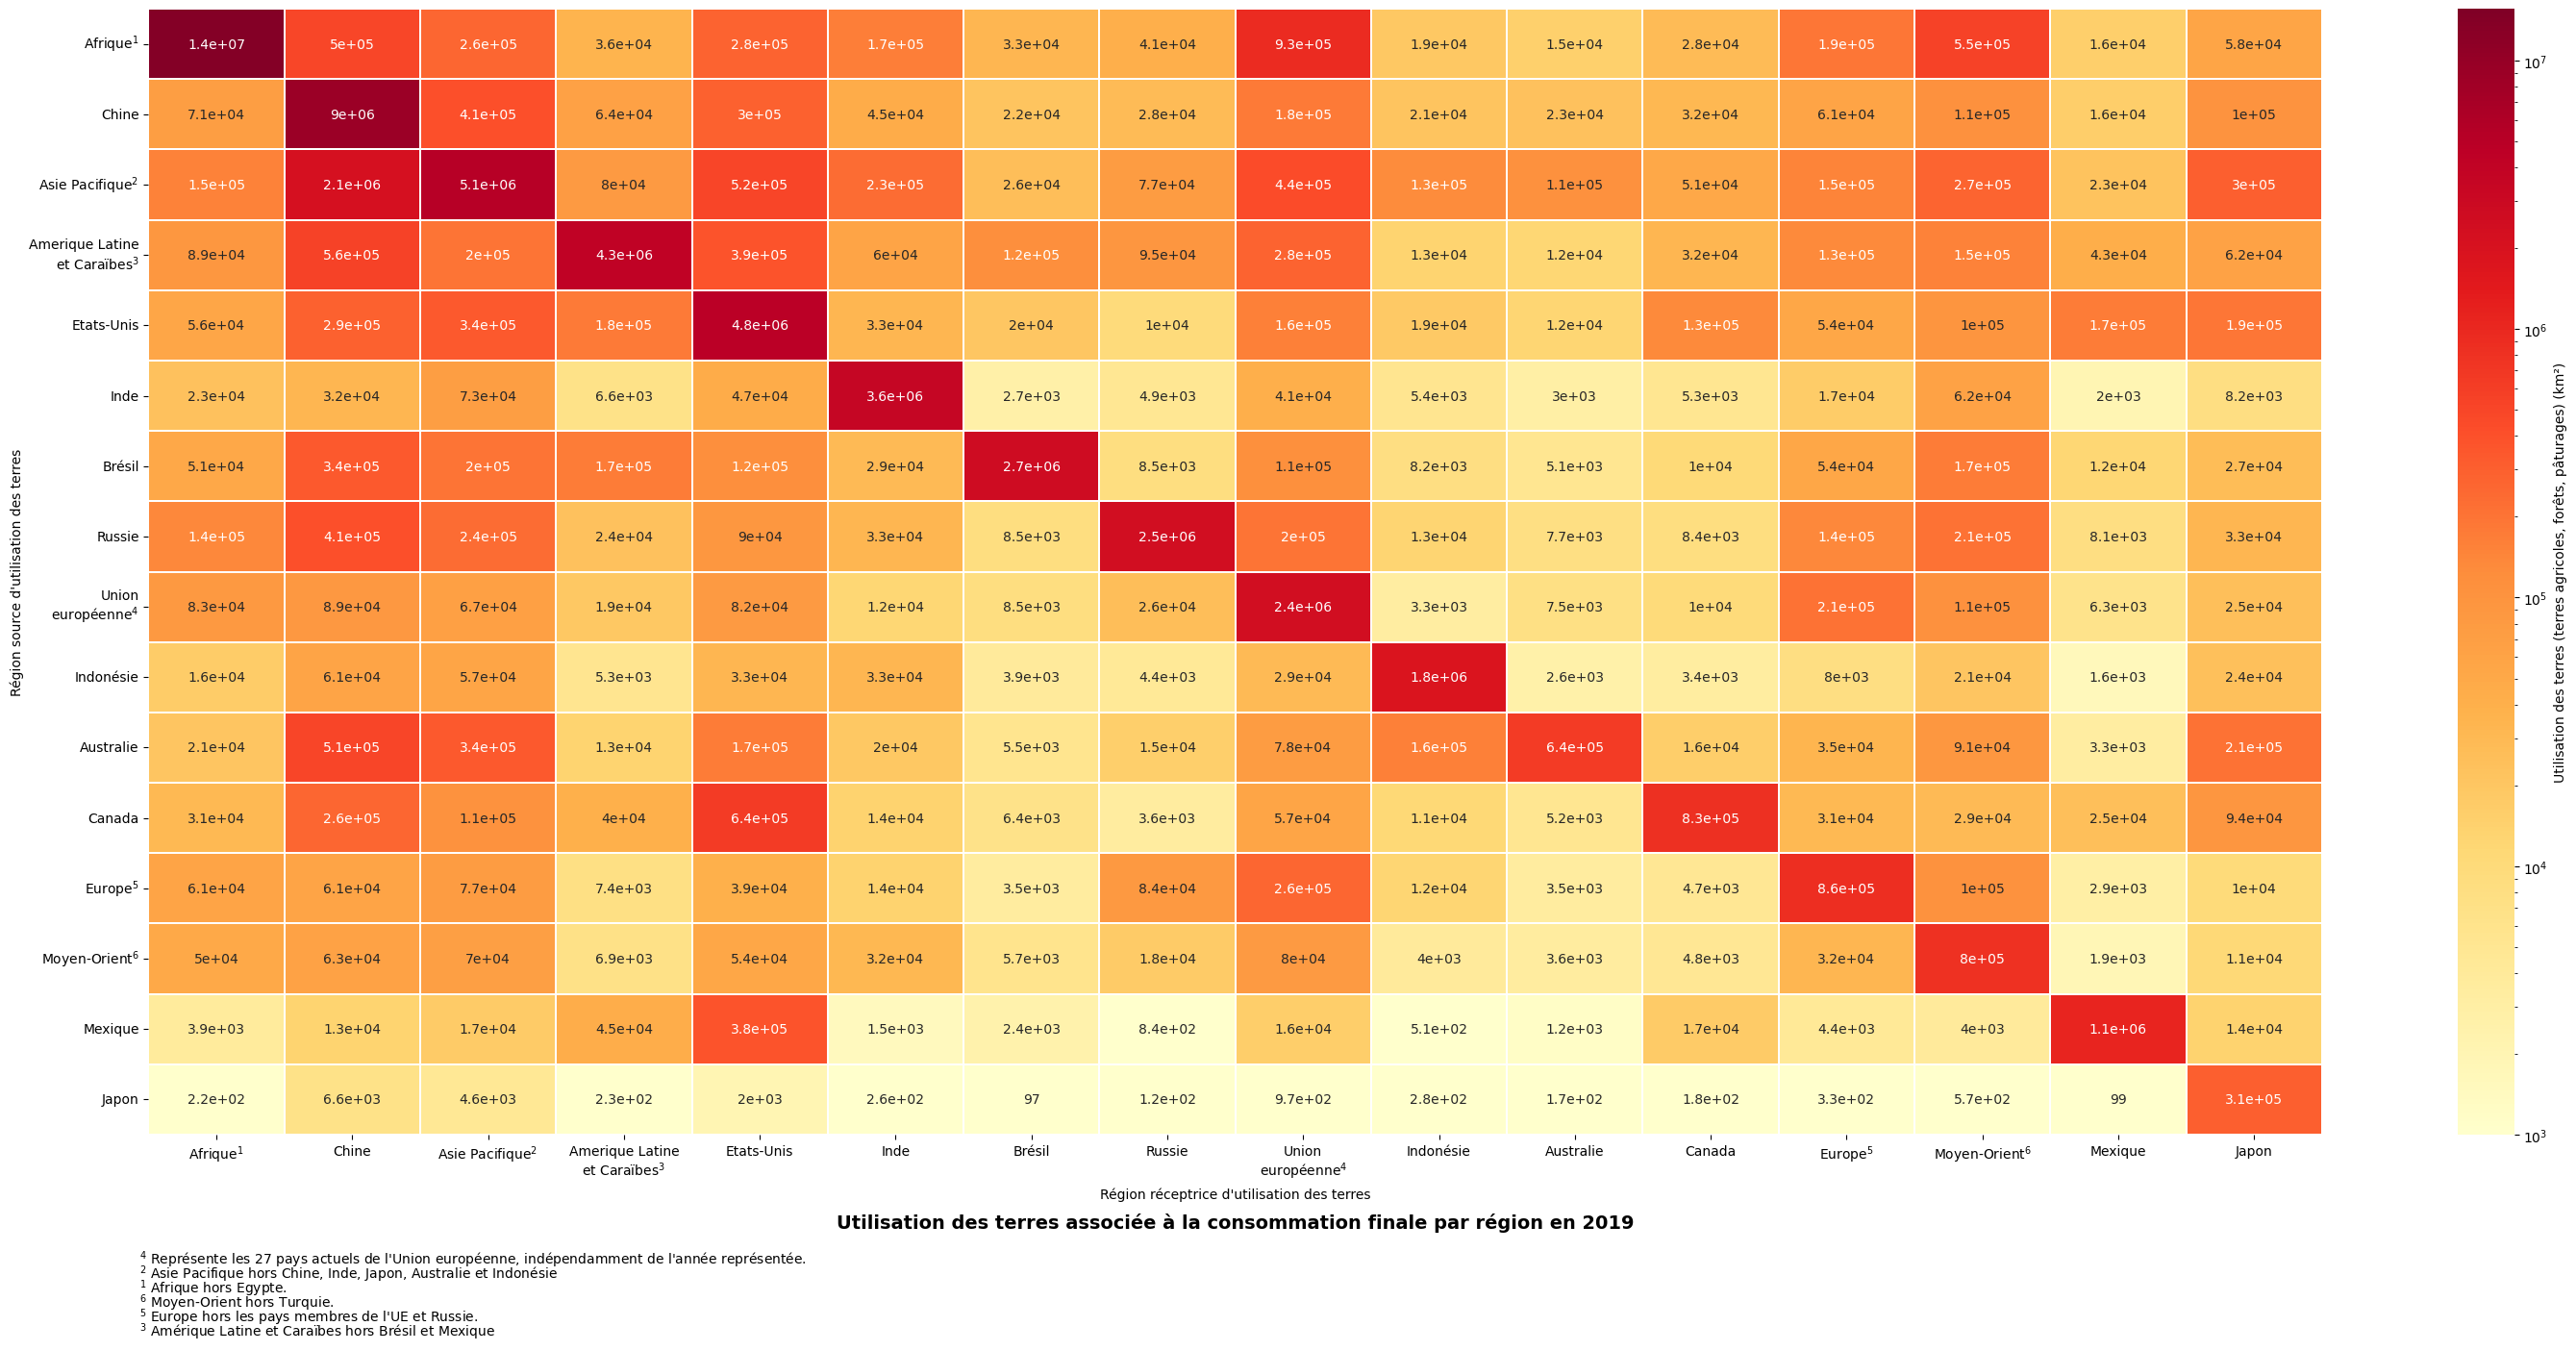 Afrique¹ 1.4e+07 5e+05 2.6e+05 3.6e+04 2.8e+05 1.7e+05 3.3e+04 4.1e+04 9.3e+05 1.9e+04 1.5e+04 2.8e+04 1.9e+05 5.5e+05 1.6e+04 5.8e+04
Chine 7.1e+04 9e+06 4.1e+05 6.4e+04 3e+05 4.5e+04 2.2e+04 2.8e+04 1.8e+05 2.1e+04 2.3e+04 3.2e+04 6.1e+04 1.1e+05 1.6e+04 1e+05
Asie Pacifique² 1.5e+05 2.1e+06 5.1e+06 8e+04 5.2e+05 2.3e+05 2.6e+04 7.7e+04 4.4e+05 1.3e+05 1.1e+05 5.1e+04 1.5e+05 2.7e+05 2.3e+04 3e+05
Amerique Latine
et Caraïbes³ 8.9e+04 5.6e+05 2e+05 4.3e+06 3.9e+05 6e+04 1.2e+05 9.5e+04 2.8e+05 1.3e+04 1.2e+04 3.2e+04 1.3e+05 1.5e+05 4.3e+04 6.2e+04
Etats-Unis 5.6e+04 2.9e+05 3.4e+05 1.8e+05 4.8e+06 3.3e+04 2e+04 1e+04 1.6e+05 1.9e+04 1.2e+04 1.3e+05 5.4e+04 1e+05 1.7e+05 1.9e+05
Inde 2.3e+04 3.2e+04 7.3e+04 6.6e+03 4.7e+04 3.6e+06 2.7e+03 4.9e+03 4.1e+04 5.4e+03 3e+03 5.3e+03 1.7e+04 6.2e+04 2e+03 8.2e+03
Brésil 5.1e+04 3.4e+05 2e+05 1.7e+05 1.2e+05 2.9e+04 2.7e+06 8.5e+03 1.1e+05 8.2e+03 5.1e+03 1e+04 5.4e+04 1.7e+05 1.2e+04 2.7e+04
Russie 1.4e+05 4.1e+05 2.4e+05 2.4e+04 9e+04 3.3e+04 8.5e+03 2.5e+06 2e+05 1.3e+04 7.7e+03 8.4e+03 1.4e+05 2.1e+05 8.1e+03 3.3e+04
Union
européenne⁴ 8.3e+04 8.9e+04 6.7e+04 1.9e+04 8.2e+04 1.2e+04 8.5e+03 2.6e+04 2.4e+06 3.3e+03 7.5e+03 1e+04 2.1e+05 1.1e+05 6.3e+03 2.5e+04
Indonésie 1.6e+04 6.1e+04 5.7e+04 5.3e+03 3.3e+04 3.3e+04 3.9e+03 4.4e+03 2.9e+04 1.8e+06 2.6e+03 3.4e+03 8e+03 2.1e+04 1.6e+03 2.4e+04
Australie 2.1e+04 5.1e+05 3.4e+05 1.3e+04 1.7e+05 2e+04 5.5e+03 1.5e+04 7.8e+04 1.6e+05 6.4e+05 1.6e+04 3.5e+04 9.1e+04 3.3e+03 2.1e+05
Canada 3.1e+04 2.6e+05 1.1e+05 4e+04 6.4e+05 1.4e+04 6.4e+03 3.6e+03 5.7e+04 1.1e+04 5.2e+03 8.3e+05 3.1e+04 2.9e+04 2.5e+04 9.4e+04
Europe⁵ 6.1e+04 6.1e+04 7.7e+04 7.4e+03 3.9e+04 1.4e+04 3.5e+03 8.4e+04 2.6e+05 1.2e+04 3.5e+03 4.7e+03 8.6e+05 1e+05 2.9e+03 1e+04
Moyen-Orient⁶ 5e+04 6.3e+04 7e+04 6.9e+03 5.4e+04 3.2e+04 5.7e+03 1.8e+04 8e+04 4e+03 3.6e+03 4.8e+03 3.2e+04 8e+05 1.9e+03 1.1e+04
Mexique 3.9e+03 1.3e+04 1.7e+04 4.5e+04 3.8e+05 1.5e+03 2.4e+03 8.4e+02 1.6e+04 5.1e+02 1.2e+03 1.7e+04 4.4e+03 4e+03 1.1e+06 1.4e+04
Japon 2.2e+02 6.6e+03 4.6e+03 2.3e+02 2e+03 2.6e+02 97 1.2e+02 9.7e+02 2.8e+02 1.7e+02 1.8e+02 3.3e+02 5.7e+02 99 3.1e+05
Afrique¹ Chine Asie Pacifique² Amerique Latine Etats-Unis Inde Brésil Russie Union Indonésie Australie Canada Europe⁵ Moyen-Orient⁶ Mexique Japon
et Caraïbes³ européenne⁴
Région source d'utilisation des terres
Région réceptrice d'utilisation des terres
10⁷
10⁶
10⁵
10⁴
10³
Utilisation des terres (terres agricoles, forêts, pâturages) (km²)
Utilisation des terres associée à la consommation finale par région en 2019
⁴ Représente les 27 pays actuels de l'Union européenne, indépendamment de l'année représentée.
² Asie Pacifique hors Chine, Inde, Japon, Australie et Indonésie
¹ Afrique hors Egypte.
⁶ Moyen-Orient hors Turquie.
⁵ Europe hors les pays membres de l'UE et Russie.
³ Amérique Latine et Caraïbes hors Brésil et Mexique